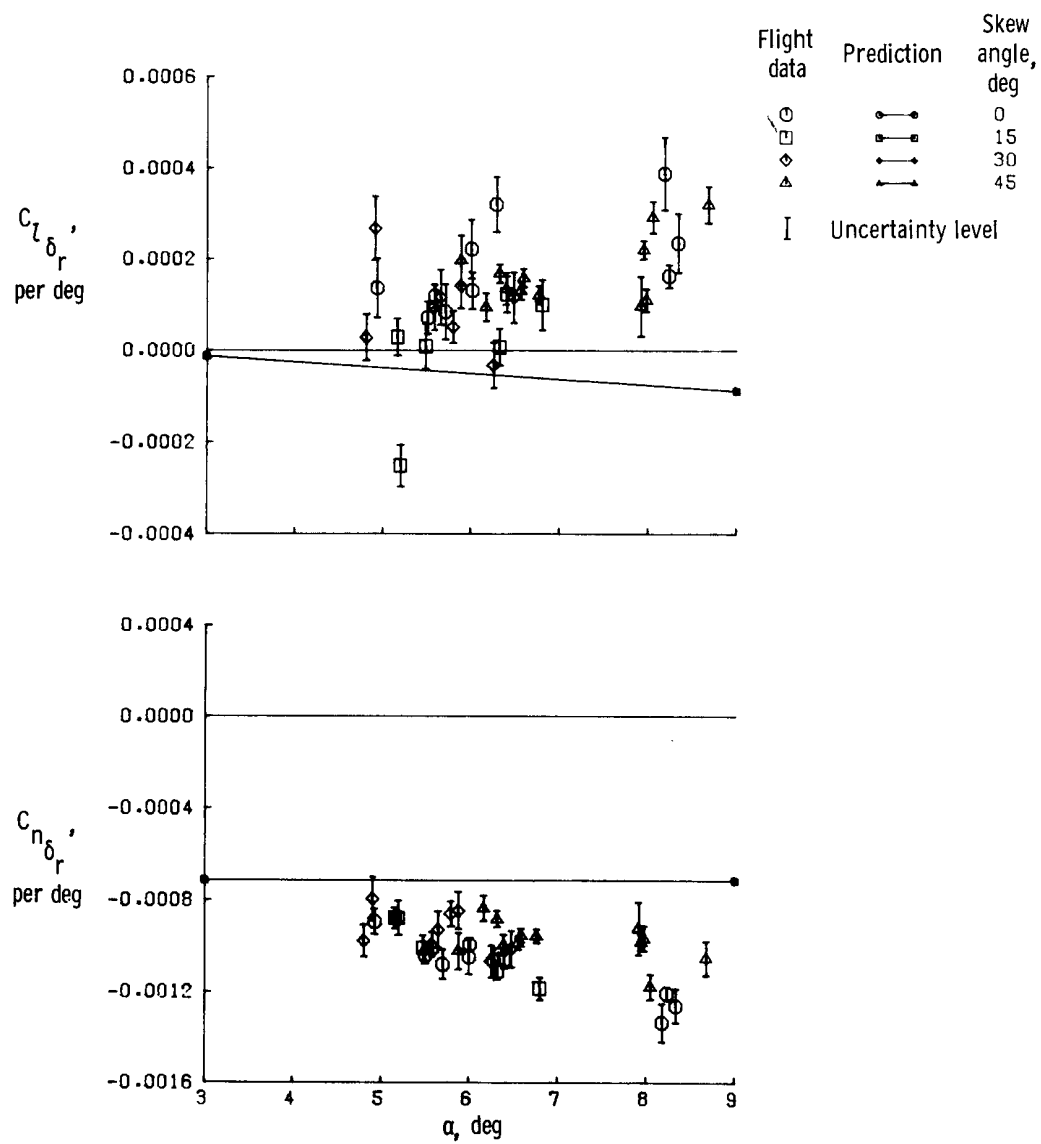 Flight data
Prediction
Skew angle, deg
0
15
30
45
Uncertainty level
0.0006
0.0004
0.0002
0.0000
-0.0002
-0.0004
C_{l_{δ_r}}, per deg
0.0004
0.0000
-0.0004
-0.0008
-0.0012
-0.0016
C_{n_{δ_r}}, per deg
3 4 5 6 7 8 9
α, deg